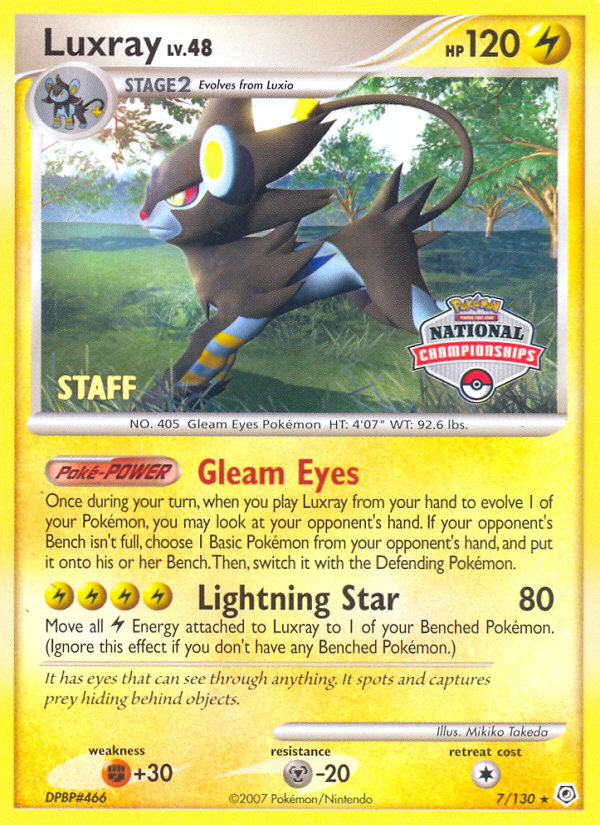 Luxray LV.48
HP 120
STAGE2 Evolves from Luxio
Pokémon
TRADING CARD GAME
NATIONAL
CHAMPIONSHIPS
STAFF
NO. 405 Gleam Eyes Pokémon HT: 4'07" WT: 92.6 lbs.
Poké-POWER Gleam Eyes
Once during your turn, when you play Luxray from your hand to evolve 1 of
your Pokémon, you may look at your opponent's hand. If your opponent's
Bench isn't full, choose 1 Basic Pokémon from your opponent's hand, and put
it onto his or her Bench. Then, switch it with the Defending Pokémon.
Lightning Star 80
Move all Energy attached to Luxray to 1 of your Benched Pokémon.
(Ignore this effect if you don't have any Benched Pokémon.)
It has eyes that can see through anything. It spots and captures
prey hiding behind objects.
Illus. Mikiko Takeda
weakness resistance retreat cost
+30 -20
DPBP#466 ©2007 Pokémon/Nintendo 7/130 ★